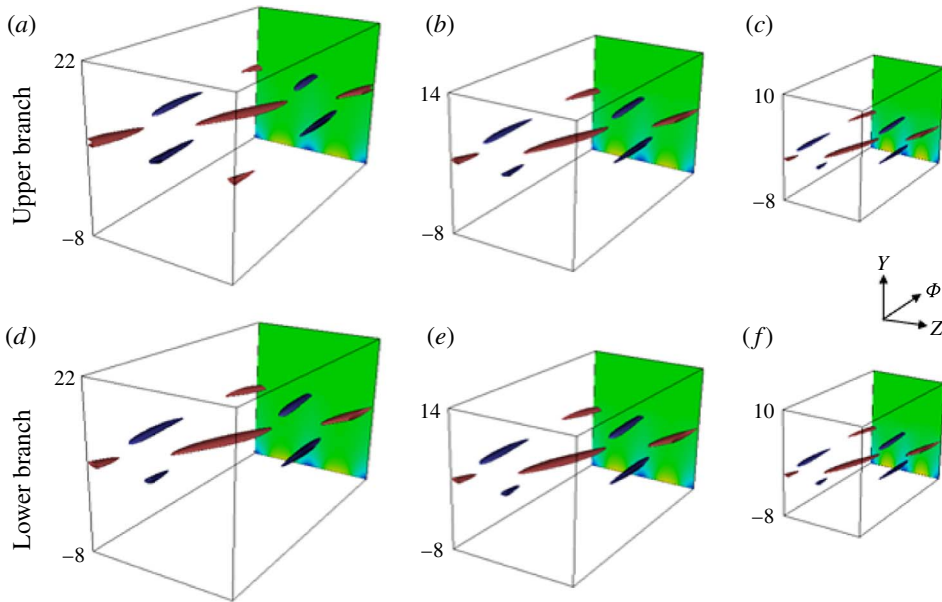 (a)
(b)
(c)
22
14
10
Upper branch
–8
–8
–8
Y
Φ
Z
(d)
(e)
(f)
22
14
10
Lower branch
–8
–8
–8